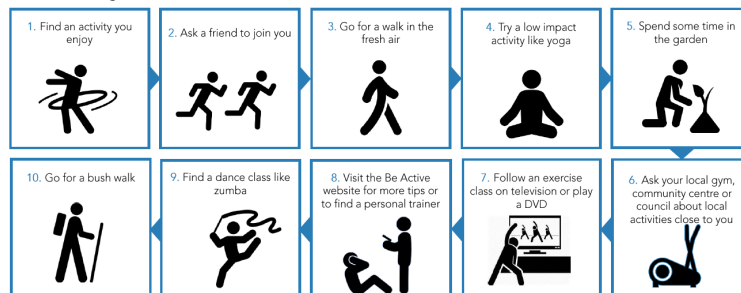 1. Find an activity you
enjoy
2. Ask a friend to join you
3. Go for a walk in the
fresh air
4. Try a low impact
activity like yoga
5. Spend some time in
the garden
6. Ask your local gym,
community centre or
council about local
activities close to you
7. Follow an exercise
class on television or play
a DVD
8. Visit the Be Active
website for more tips or
to find a personal trainer
9. Find a dance class like
zumba
10. Go for a bush walk